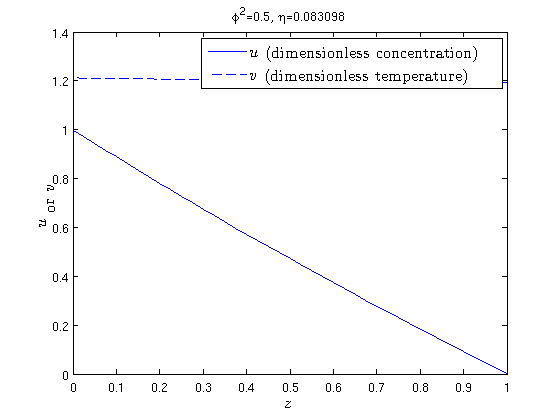 ϕ²=0.5, η=0.083098
u (dimensionless concentration)
v (dimensionless temperature)
u or v
1.4
1.2
1
0.8
0.6
0.4
0.2
0
0 0.1 0.2 0.3 0.4 0.5 0.6 0.7 0.8 0.9 1
z